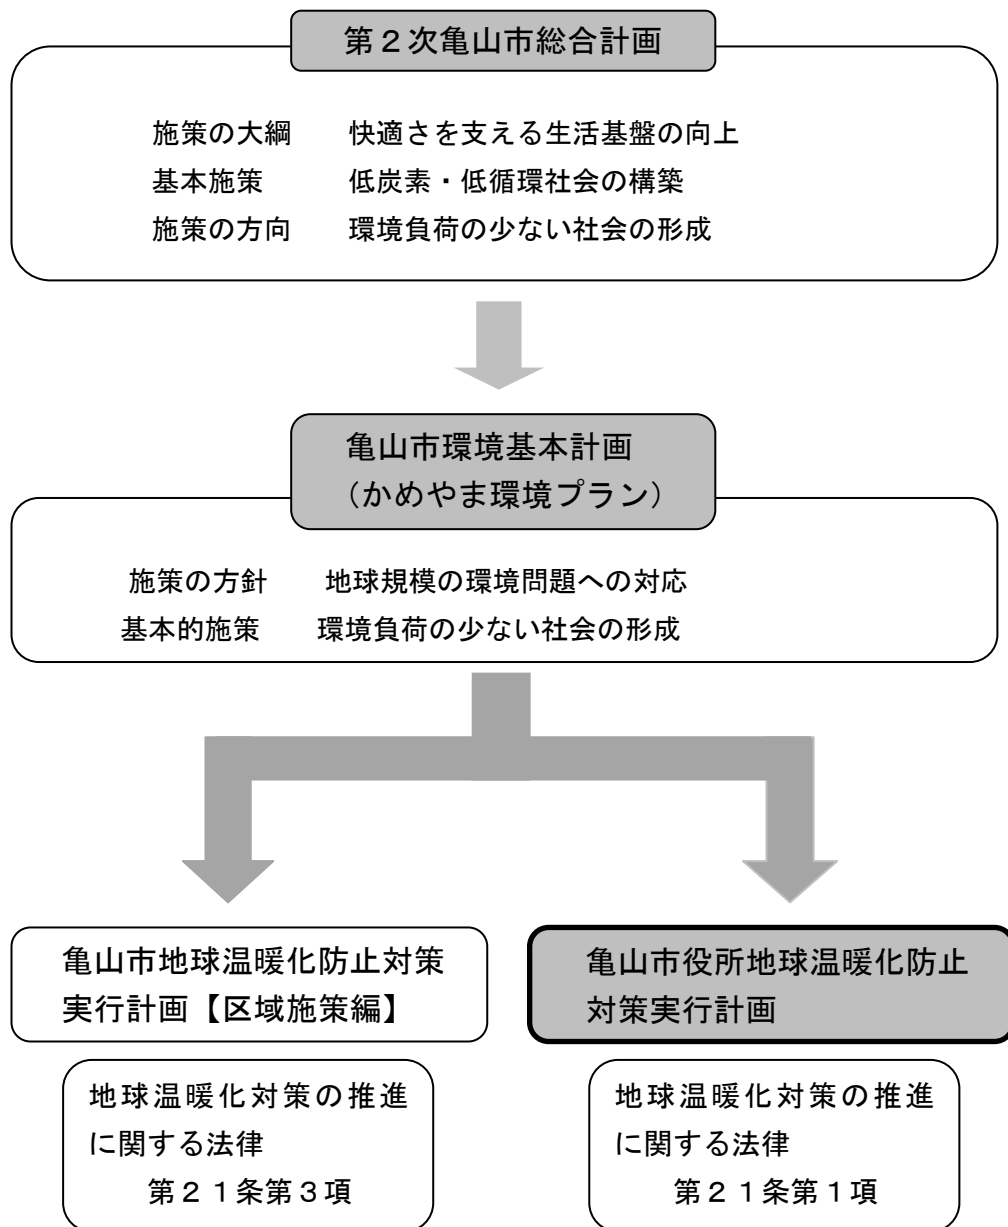 第２次亀山市総合計画
施策の大綱　快適さを支える生活基盤の向上
基本施策　低炭素・低循環社会の構築
施策の方向　環境負荷の少ない社会の形成
亀山市環境基本計画
（かめやま環境プラン）
施策の方針　地球規模の環境問題への対応
基本的施策　環境負荷の少ない社会の形成
亀山市地球温暖化防止対策
実行計画【区域施策編】
地球温暖化対策の推進
に関する法律
第２１条第３項
亀山市役所地球温暖化防止
対策実行計画
地球温暖化対策の推進
に関する法律
第２１条第１項